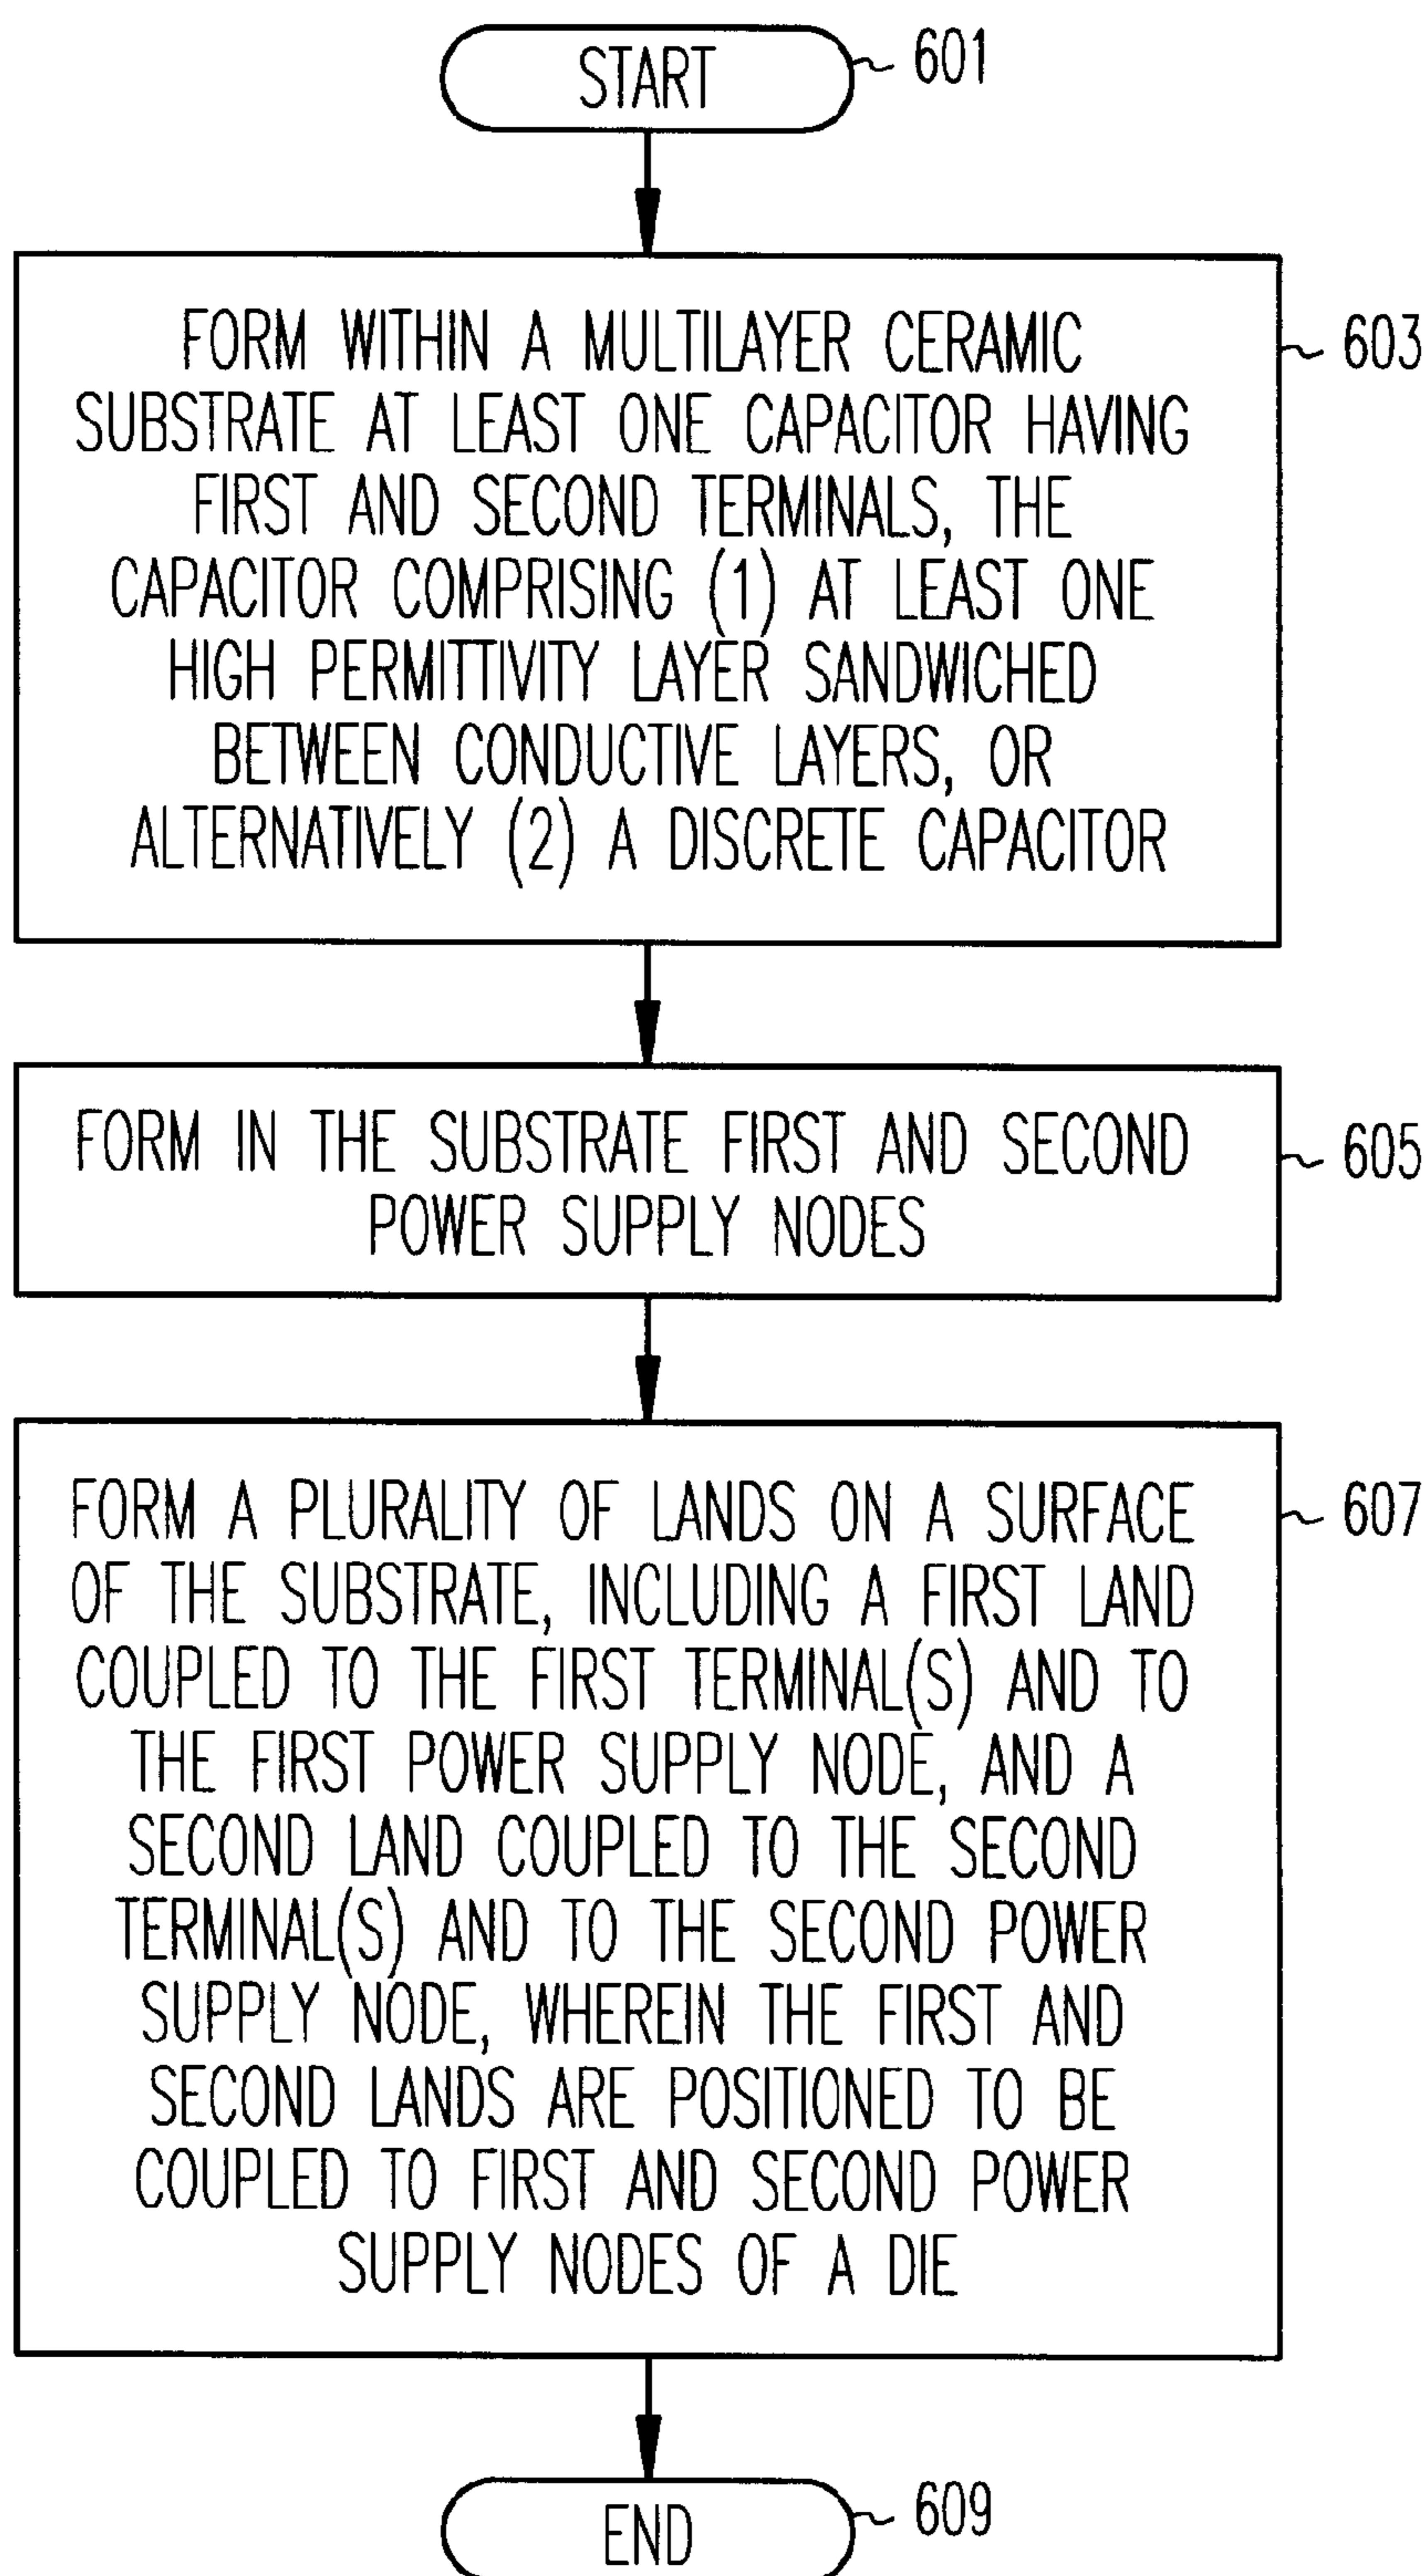 START
601
FORM WITHIN A MULTILAYER CERAMIC
603
SUBSTRATE AT LEAST ONE CAPACITOR HAVING
FIRST AND SECOND TERMINALS, THE
CAPACITOR COMPRISING (1) AT LEAST ONE
HIGH PERMITTIVITY LAYER SANDWICHED
BETWEEN CONDUCTIVE LAYERS, OR
ALTERNATIVELY (2) A DISCRETE CAPACITOR
FORM IN THE SUBSTRATE FIRST AND SECOND
605
POWER SUPPLY NODES
FORM A PLURALITY OF LANDS ON A SURFACE
607
OF THE SUBSTRATE, INCLUDING A FIRST LAND
COUPLED TO THE FIRST TERMINAL(S) AND TO
THE FIRST POWER SUPPLY NODE, AND A
SECOND LAND COUPLED TO THE SECOND
TERMINAL(S) AND TO THE SECOND POWER
SUPPLY NODE, WHEREIN THE FIRST AND
SECOND LANDS ARE POSITIONED TO BE
COUPLED TO FIRST AND SECOND POWER
SUPPLY NODES OF A DIE
END
609